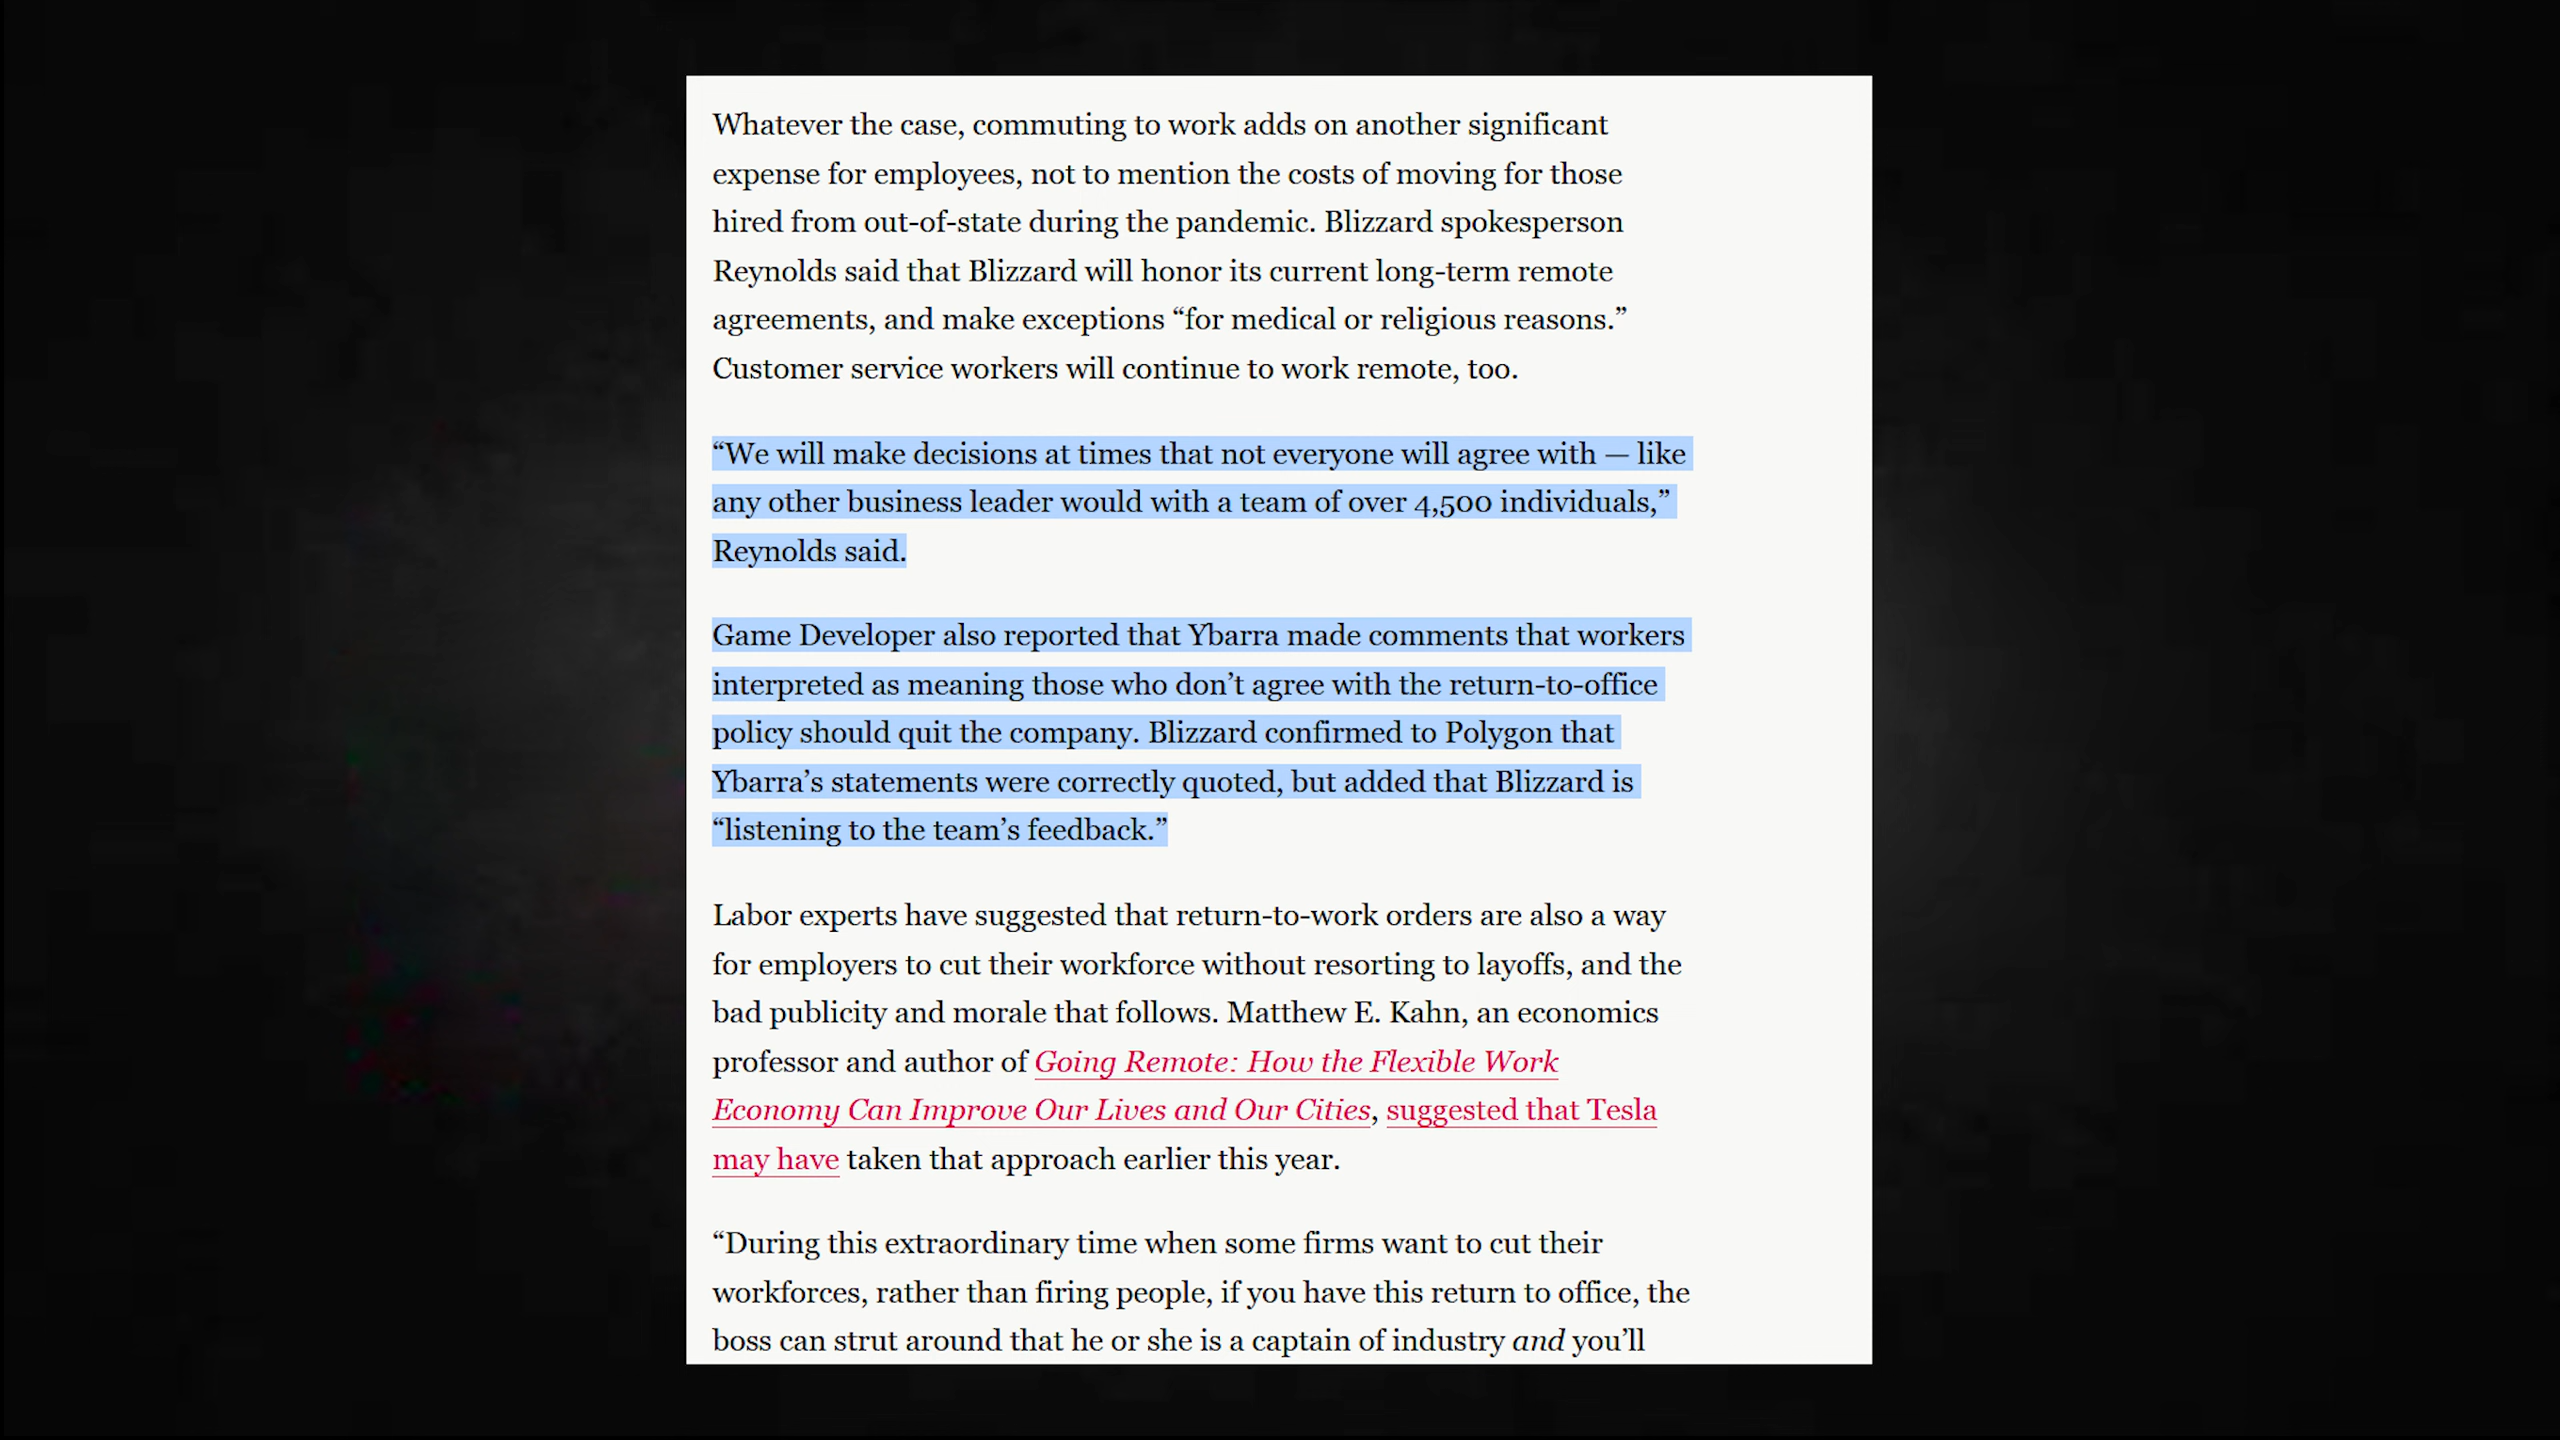 Whatever the case, commuting to work adds on another significant
expense for employees, not to mention the costs of moving for those
hired from out-of-state during the pandemic. Blizzard spokesperson
Reynolds said that Blizzard will honor its current long-term remote
agreements, and make exceptions “for medical or religious reasons.”
Customer service workers will continue to work remote, too.
“We will make decisions at times that not everyone will agree with — like
any other business leader would with a team of over 4,500 individuals,”
Reynolds said.
Game Developer also reported that Ybarra made comments that workers
interpreted as meaning those who don’t agree with the return-to-office
policy should quit the company. Blizzard confirmed to Polygon that
Ybarra’s statements were correctly quoted, but added that Blizzard is
“listening to the team’s feedback.”
Labor experts have suggested that return-to-work orders are also a way
for employers to cut their workforce without resorting to layoffs, and the
bad publicity and morale that follows. Matthew E. Kahn, an economics
professor and author of Going Remote: How the Flexible Work
Economy Can Improve Our Lives and Our Cities, suggested that Tesla
may have taken that approach earlier this year.
“During this extraordinary time when some firms want to cut their
workforces, rather than firing people, if you have this return to office, the
boss can strut around that he or she is a captain of industry and you’ll